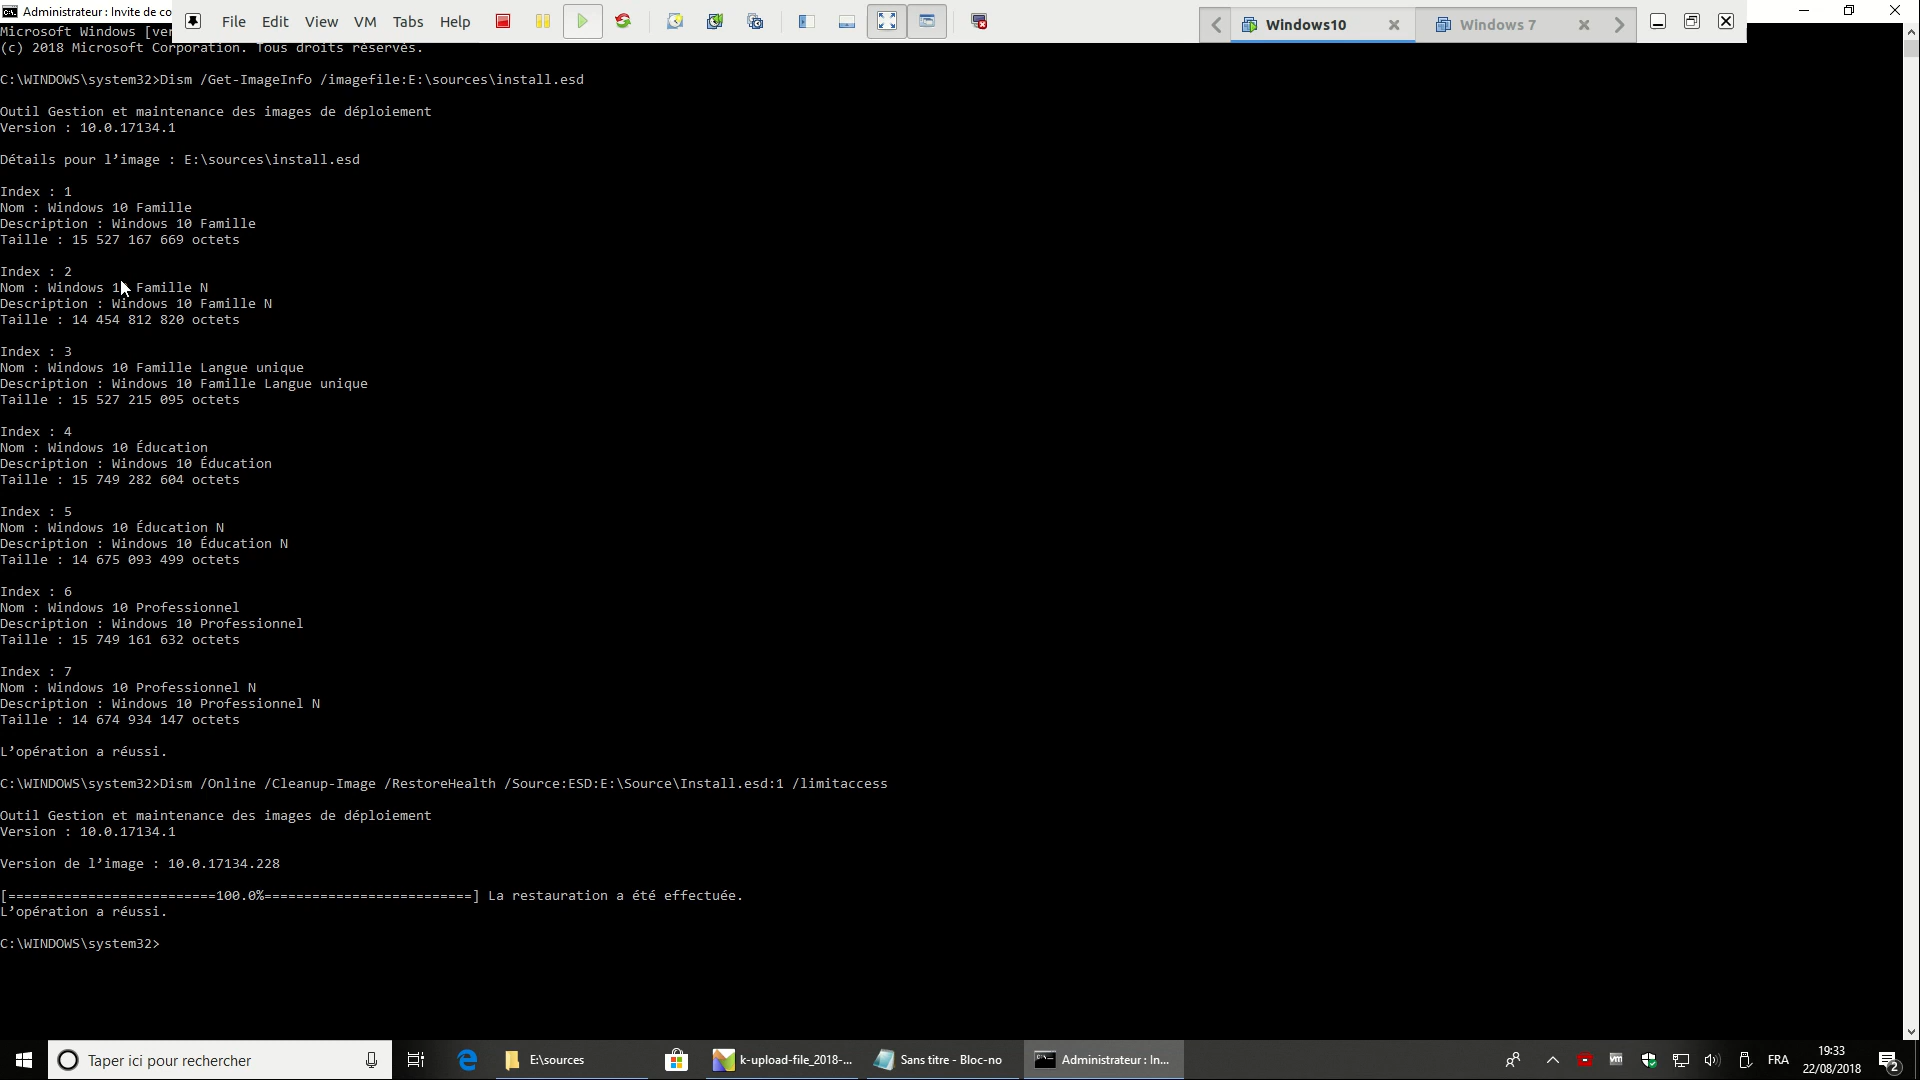 Administrateur : Invite de co
File Edit View VM Tabs Help
Windows10
Windows 7
Microsoft Windows [ver
(c) 2018 Microsoft Corporation. Tous droits réservés.
C:\WINDOWS\system32>Dism /Get-ImageInfo /imagefile:E:\sources\install.esd
Outil Gestion et maintenance des images de déploiement
Version : 10.0.17134.1
Détails pour l’image : E:\sources\install.esd
Index : 1
Nom : Windows 10 Famille
Description : Windows 10 Famille
Taille : 15 527 167 669 octets
Index : 2
Nom : Windows 1 Famille N
Description : Windows 10 Famille N
Taille : 14 454 812 820 octets
Index : 3
Nom : Windows 10 Famille Langue unique
Description : Windows 10 Famille Langue unique
Taille : 15 527 215 095 octets
Index : 4
Nom : Windows 10 Éducation
Description : Windows 10 Éducation
Taille : 15 749 282 604 octets
Index : 5
Nom : Windows 10 Éducation N
Description : Windows 10 Éducation N
Taille : 14 675 093 499 octets
Index : 6
Nom : Windows 10 Professionnel
Description : Windows 10 Professionnel
Taille : 15 749 161 632 octets
Index : 7
Nom : Windows 10 Professionnel N
Description : Windows 10 Professionnel N
Taille : 14 674 934 147 octets
L’opération a réussi.
C:\WINDOWS\system32>Dism /Online /Cleanup-Image /RestoreHealth /Source:ESD:E:\Source\Install.esd:1 /limitaccess
Outil Gestion et maintenance des images de déploiement
Version : 10.0.17134.1
Version de l’image : 10.0.17134.228
[==========================100.0%==========================] La restauration a été effectuée.
L’opération a réussi.
C:\WINDOWS\system32>
Taper ici pour rechercher
E:\sources
k-upload-file_2018-...
Sans titre - Bloc-no
Administrateur : In...
FRA
19:33
22/08/2018
2